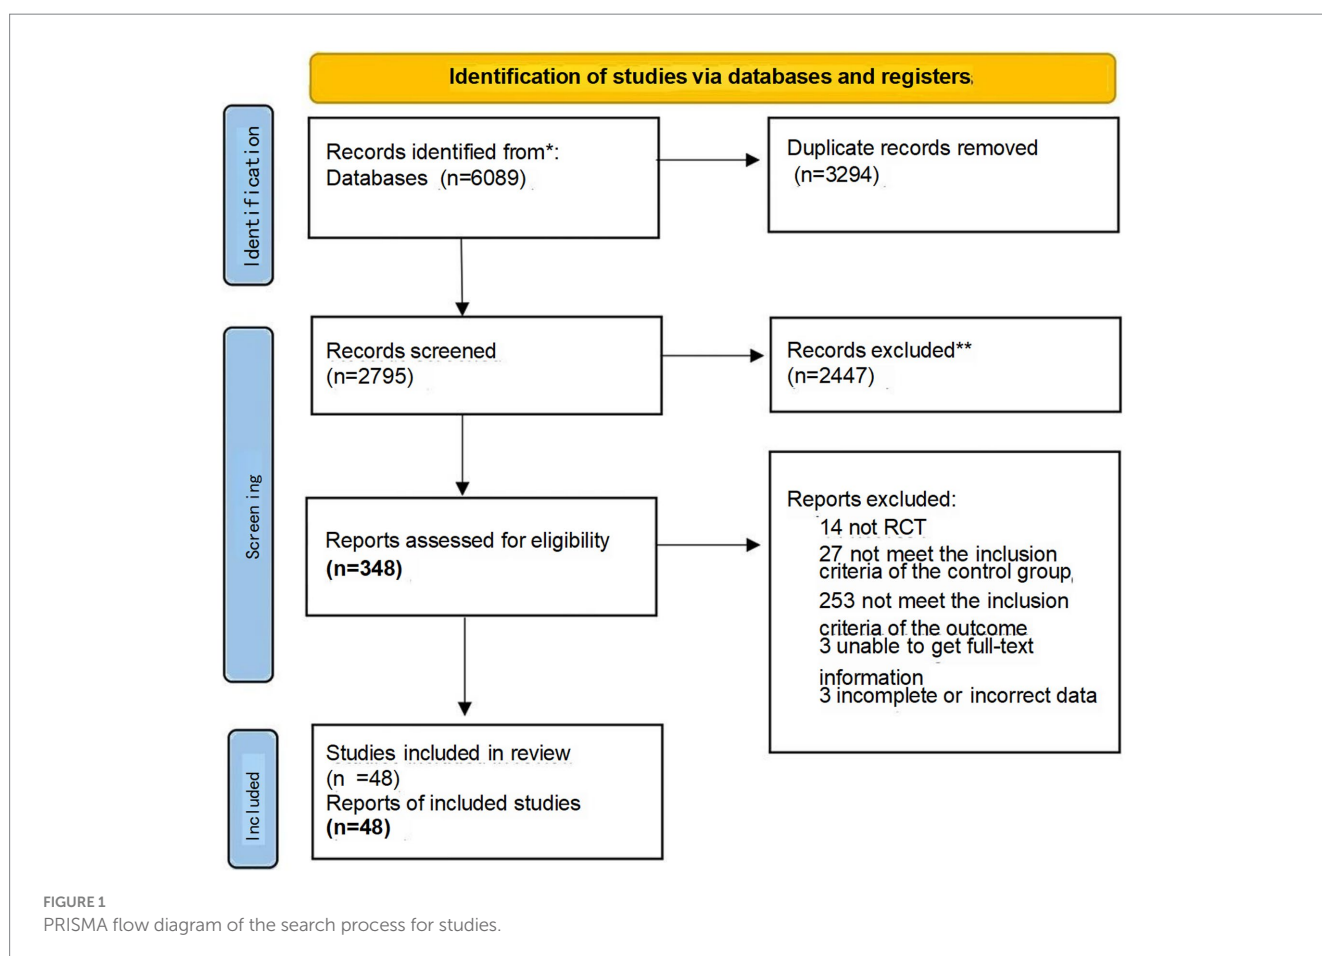 Identification of studies via databases and registers
Identification
Records identified from*:
Databases (n=6089)
Duplicate records removed
(n=3294)
Screening
Records screened
(n=2795)
Records excluded**
(n=2447)
Reports assessed for eligibility
(n=348)
Reports excluded:
14 not RCT
27 not meet the inclusion
criteria of the control group
253 not meet the inclusion
criteria of the outcome
3 unable to get full-text
information
3 incomplete or incorrect data
Included
Studies included in review
(n =48)
Reports of included studies
(n=48)
FIGURE 1
PRISMA flow diagram of the search process for studies.